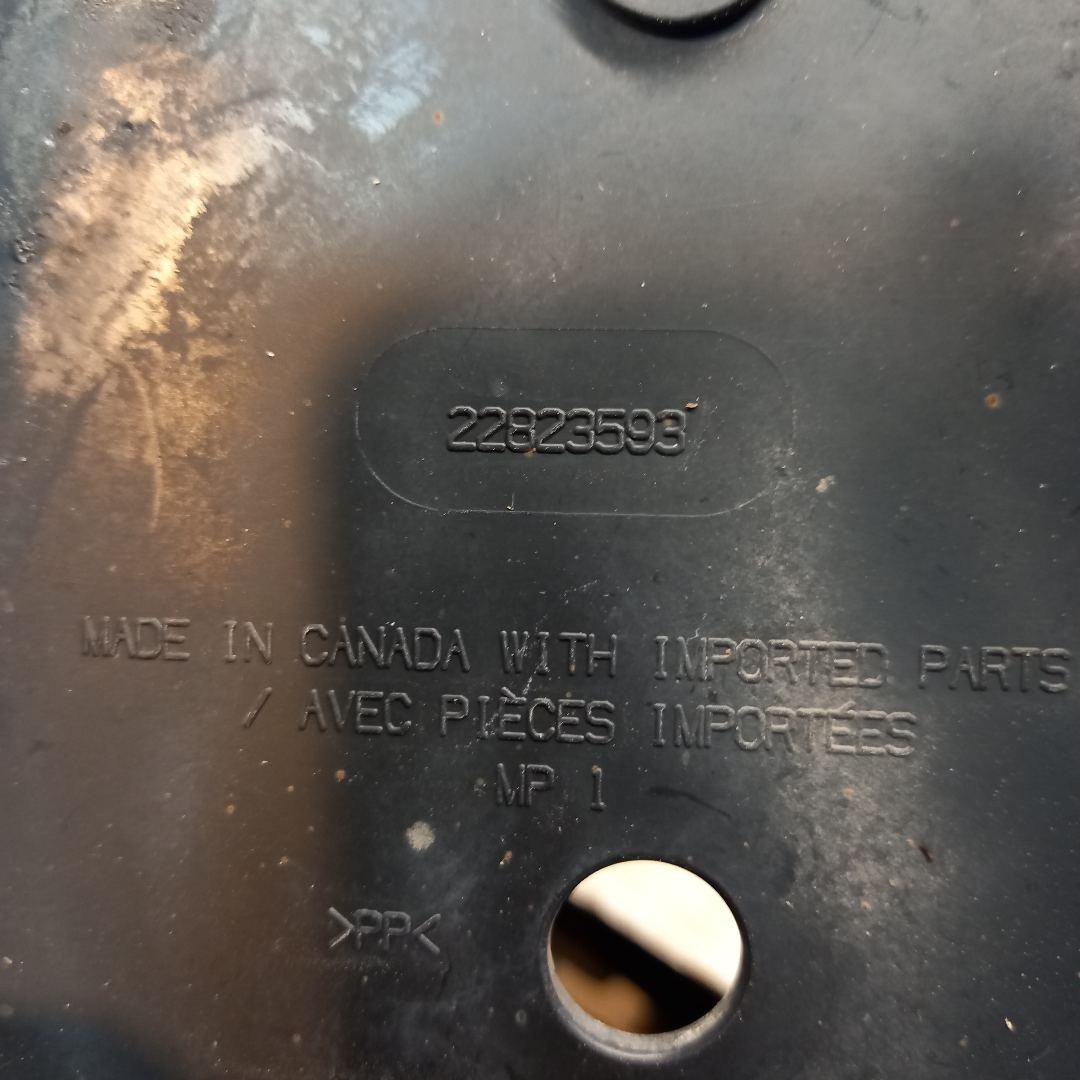 22823593
MADE IN CANADA WITH IMPORTED PARTS
/ AVEC PIÈCES IMPORTÉES
MP 1
>PP<